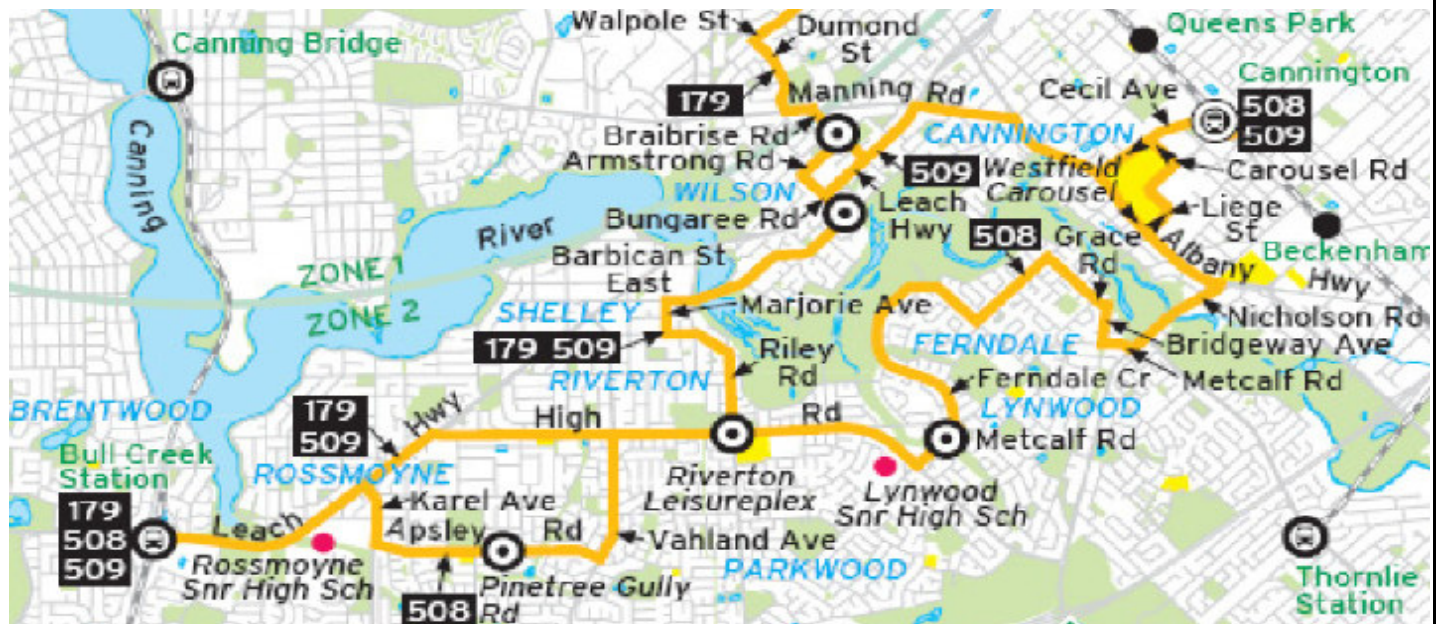 Walpole St
Dumond
St
Queens Park
Canning Bridge
Cannington
508
509
179
Manning Rd
Cecil Ave
Braibrise Rd
CANNINGTON
Armstrong Rd
509
Westfield
Carousel
Carousel Rd
WILSON
Leach
Hwy
Bungaree Rd
Liege
St
Canning
River
508
Grace
Rd
Albany
Hwy
Beckenham
Barbican St
East
ZONE 1
ZONE 2
SHELLEY
Marjorie Ave
Nicholson Rd
179 509
Riley
Rd
FERNDALE
Bridgeway Ave
RIVERTON
Ferndale Cr
Metcalf Rd
BRENTWOOD
179
509
Hwy
High
Rd
LYNWOOD
Metcalf Rd
Bull Creek
Station
ROSSMOYNE
Riverton
Leisureplex
Lynwood
Snr High Sch
179
508
509
Leach
Karel Ave
Apsley
Rd
Vahland Ave
Rossmoyne
Snr High Sch
508
Pinetree Gully
Rd
PARKWOOD
Thornlie
Station